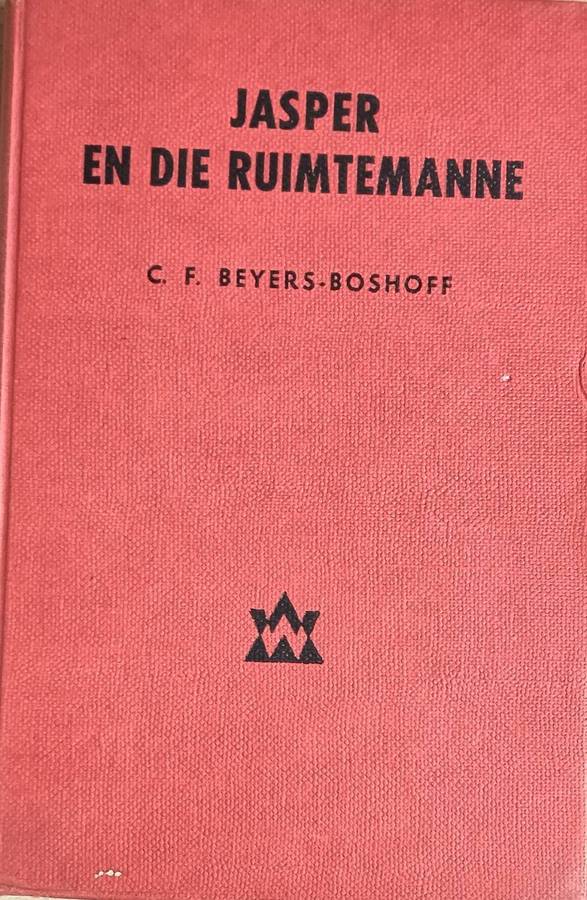 JASPER
EN DIE RUIMTEMANNE
C. F. BEYERS-BOSHOFF